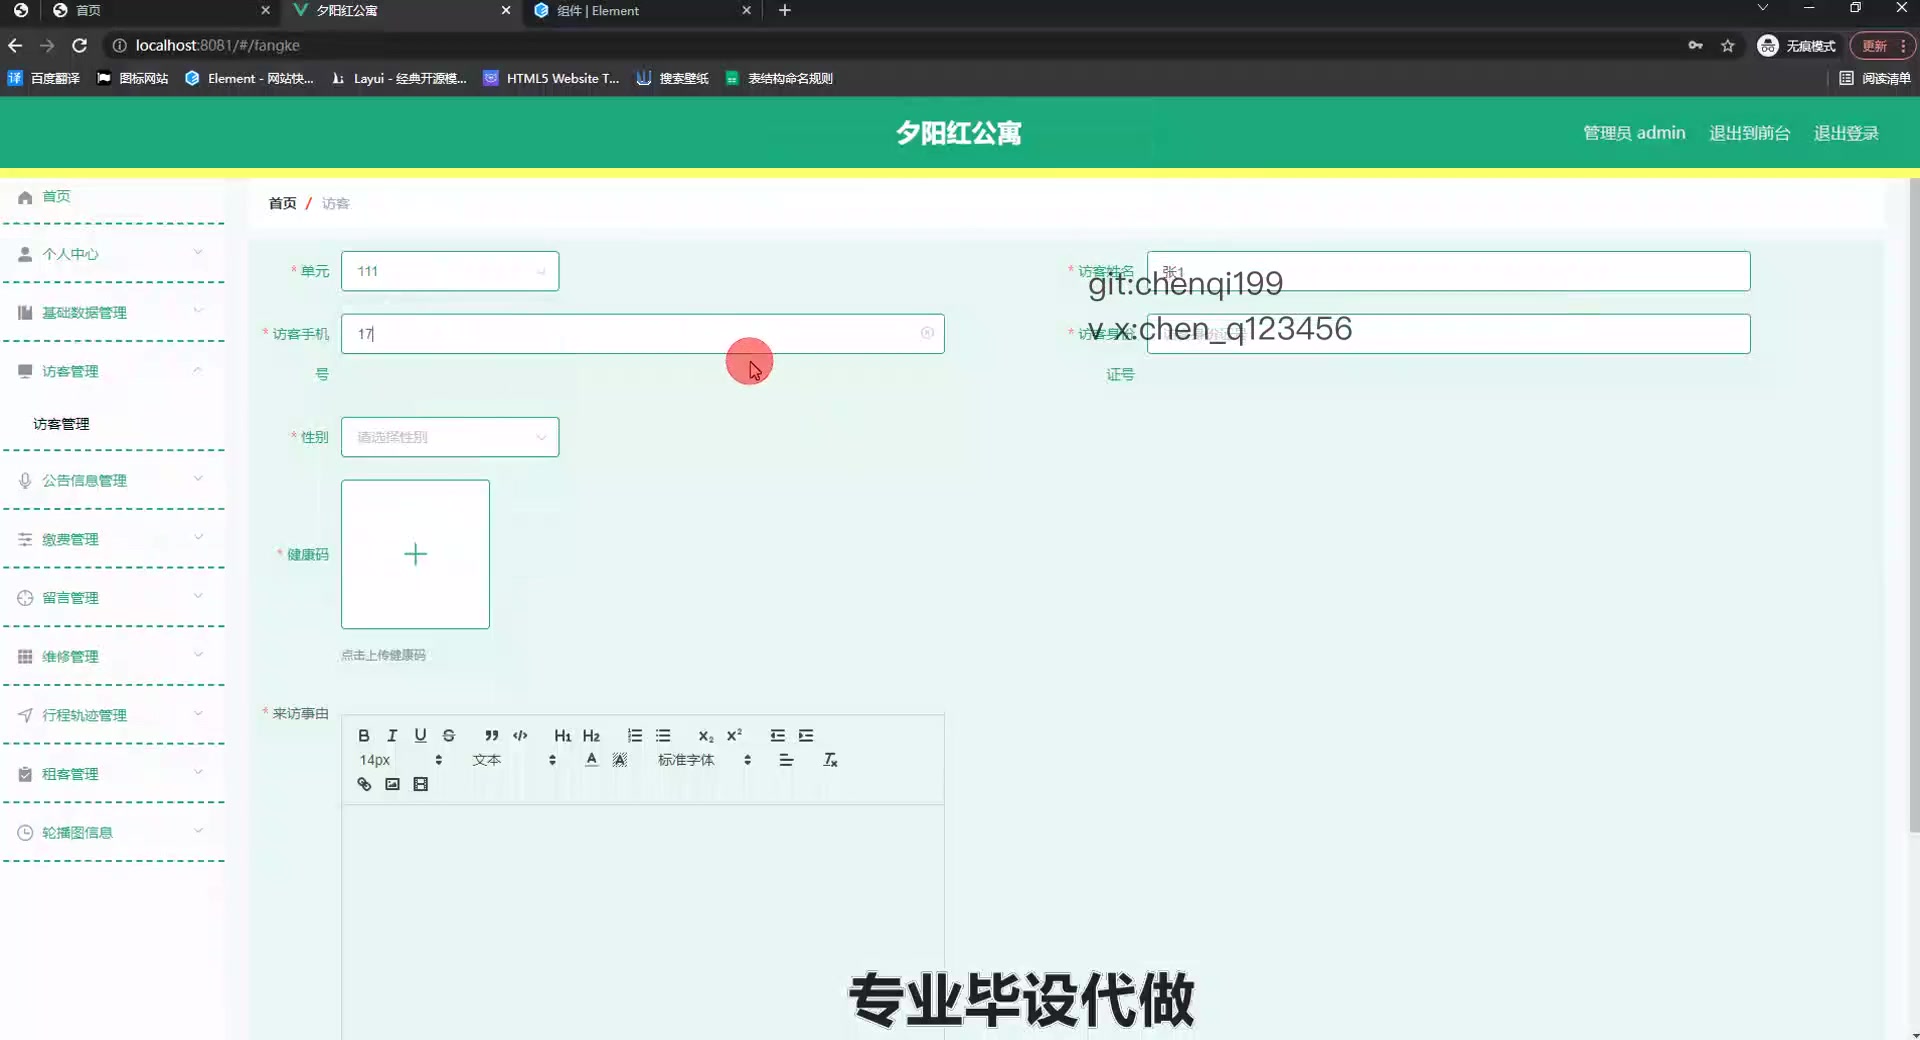 首页
夕阳红公寓
组件 | Element
localhost:8081/#/fangke
无痕模式
更新
百度翻译
图标网站
Element - 网站快...
Layui - 经典开源模...
HTML5 Website T...
搜索壁纸
表结构命名规则
阅读清单
夕阳红公寓
管理员 admin
退出到前台
退出登录
首页
个人中心
基础数据管理
访客管理
访客管理
公告信息管理
缴费管理
留言管理
维修管理
行程轨迹管理
租客管理
轮播图信息
首页 / 访客
* 单元
111
* 访客姓名
张1
git:chenqi199
* 访客手机号
17
* 访客身份证号
v x:chen_q123456
* 性别
请选择性别
* 健康码
点击上传健康码
* 来访事由
B I U S H1 H2 X2 X2
14px 文本 A A 标准字体 Tx
专业毕设代做